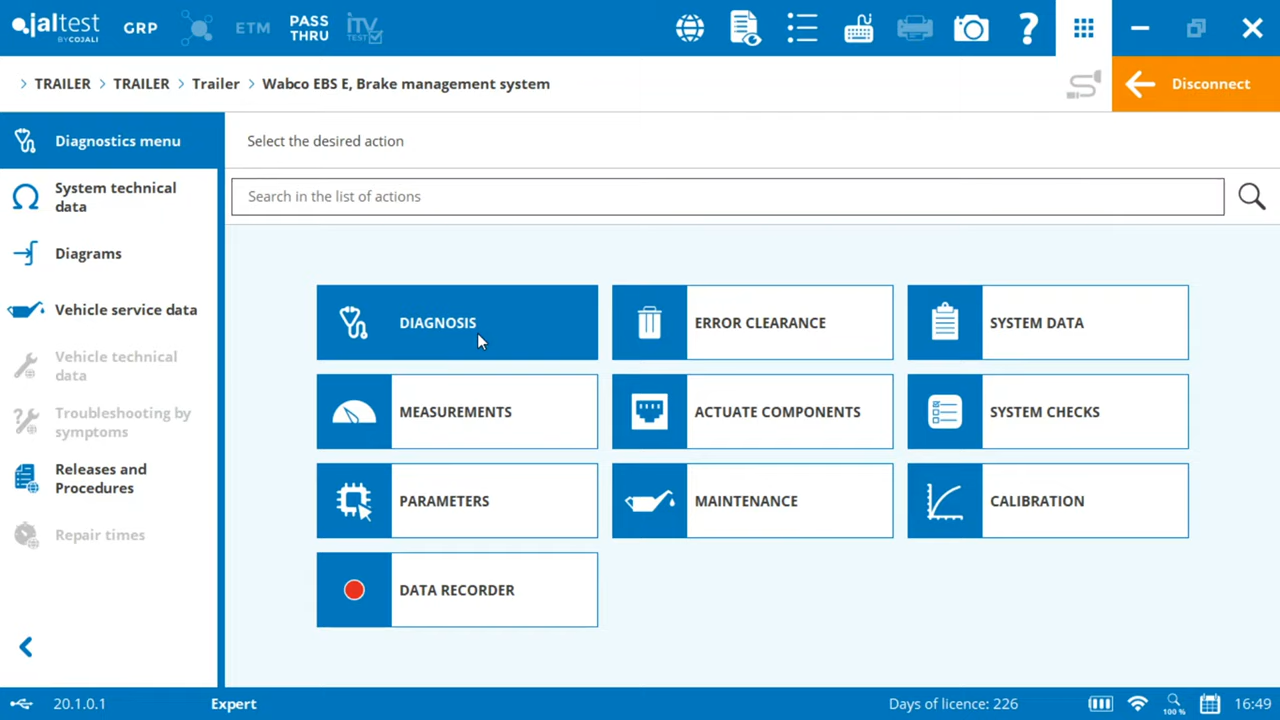 jaltest
BY COJALI
GRP
ETM
PASS
THRU
itv
TEST
> TRAILER > TRAILER > Trailer > Wabco EBS E, Brake management system
Disconnect
Diagnostics menu
Select the desired action
System technical
data
Search in the list of actions
Diagrams
Vehicle service data
Vehicle technical
data
Troubleshooting by
symptoms
Releases and
Procedures
Repair times
DIAGNOSIS
ERROR CLEARANCE
SYSTEM DATA
MEASUREMENTS
ACTUATE COMPONENTS
SYSTEM CHECKS
PARAMETERS
MAINTENANCE
CALIBRATION
DATA RECORDER
20.1.0.1
Expert
Days of licence: 226
100 %
16:49